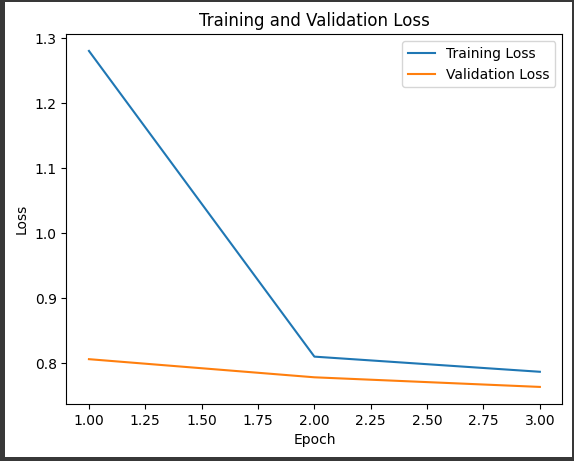 Training and Validation Loss
Training Loss
Validation Loss
1.3
1.2
1.1
1.0
0.9
0.8
Loss
1.00 1.25 1.50 1.75 2.00 2.25 2.50 2.75 3.00
Epoch